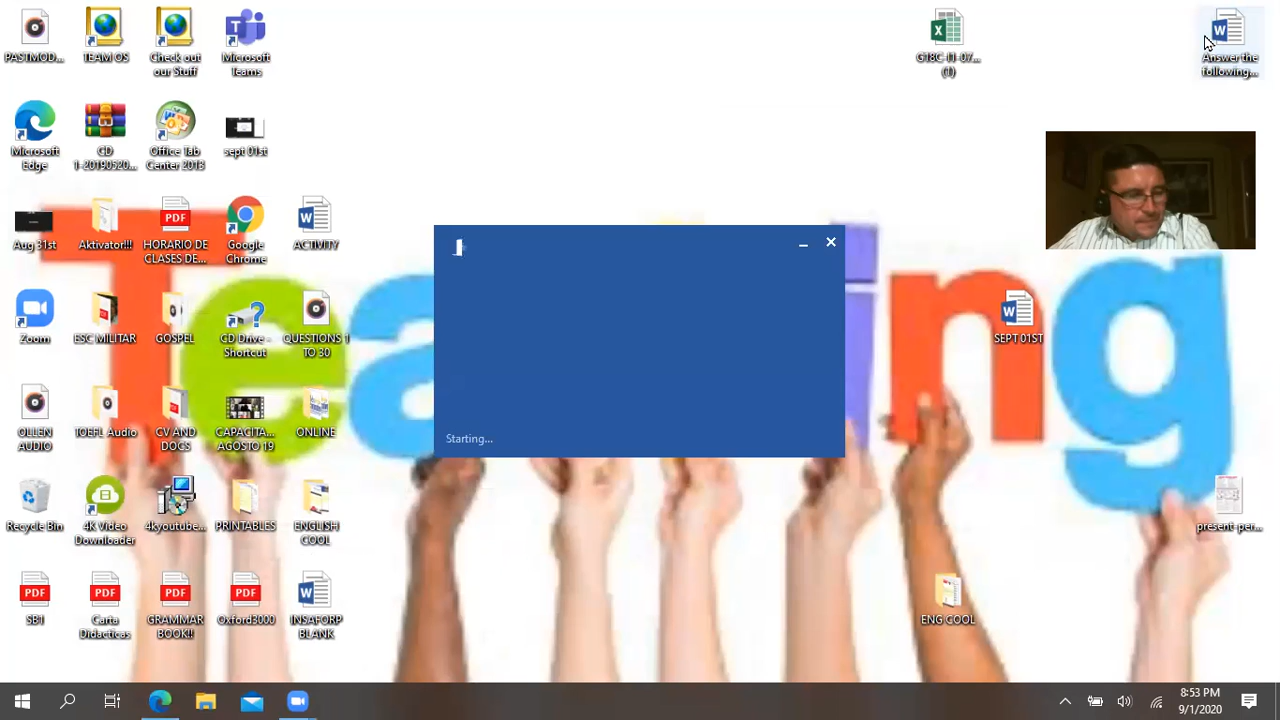 PASTMOD...
TEAM OS
Check out
our Stuff
Microsoft
Teams
G18C-I1-07...
(1)
Answer the
following...
Microsoft
Edge
CD
1-20190520...
Office Tab
Center 2013
sept 01st
Aug 31st
Aktivator!!!
HORARIO DE
CLASES DE...
Google
Chrome
ACTIVITY
Zoom
ESC MILITAR
GOSPEL
CD Drive -
Shortcut
QUESTIONS 1
TO 30
SEPT 01ST
Starting...
Teaching
OLLEN
AUDIO
TOEFL Audio
CV AND
DOCS
CAPACITA...
AGOSTO 19
ONLINE
Recycle Bin
4K Video
Downloader
4kyoutube...
PRINTABLES
ENGLISH
COOL
present-per...
SB1
Carta
Didacticas
GRAMMAR
BOOK!!
Oxford3000
INSAFORP
BLANK
ENG COOL
8:53 PM
9/1/2020